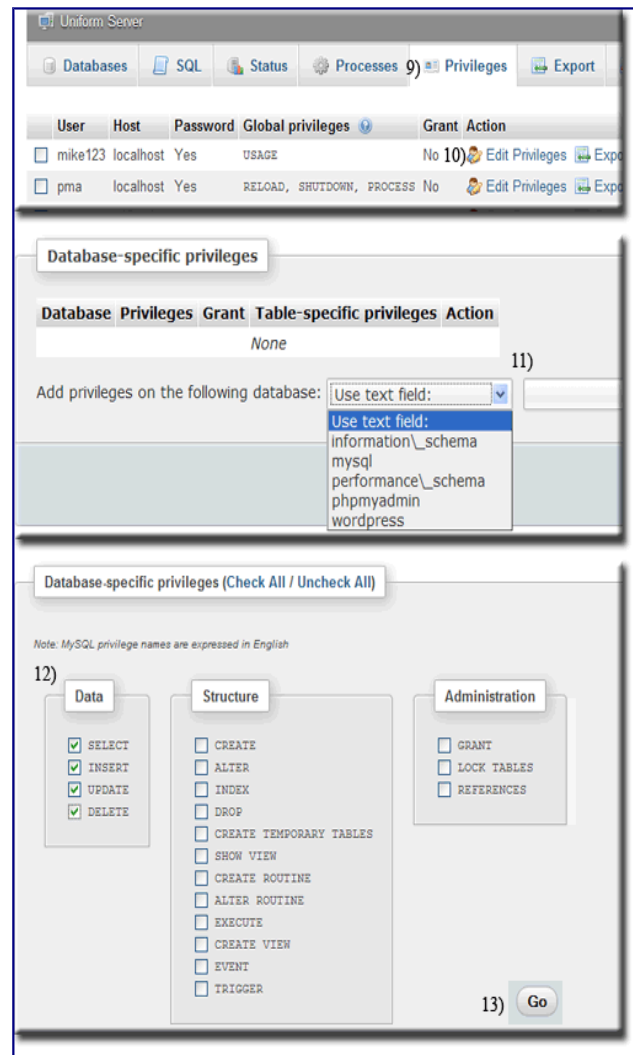 Uniform Server
Databases SQL Status Processes 9) Privileges Export
User Host Password Global privileges Grant Action
mike123 localhost Yes USAGE No 10) Edit Privileges Expo
pma localhost Yes RELOAD, SHUTDOWN, PROCESS No Edit Privileges Expo
Database-specific privileges
Database Privileges Grant Table-specific privileges Action
None
11)
Add privileges on the following database: Use text field:
Use text field:
information\_schema
mysql
performance\_schema
phpmyadmin
wordpress
Database-specific privileges (Check All / Uncheck All)
Note: MySQL privilege names are expressed in English
12)
Data
SELECT
INSERT
UPDATE
DELETE
Structure
CREATE
ALTER
INDEX
DROP
CREATE TEMPORARY TABLES
SHOW VIEW
CREATE ROUTINE
ALTER ROUTINE
EXECUTE
CREATE VIEW
EVENT
TRIGGER
Administration
GRANT
LOCK TABLES
REFERENCES
13) Go